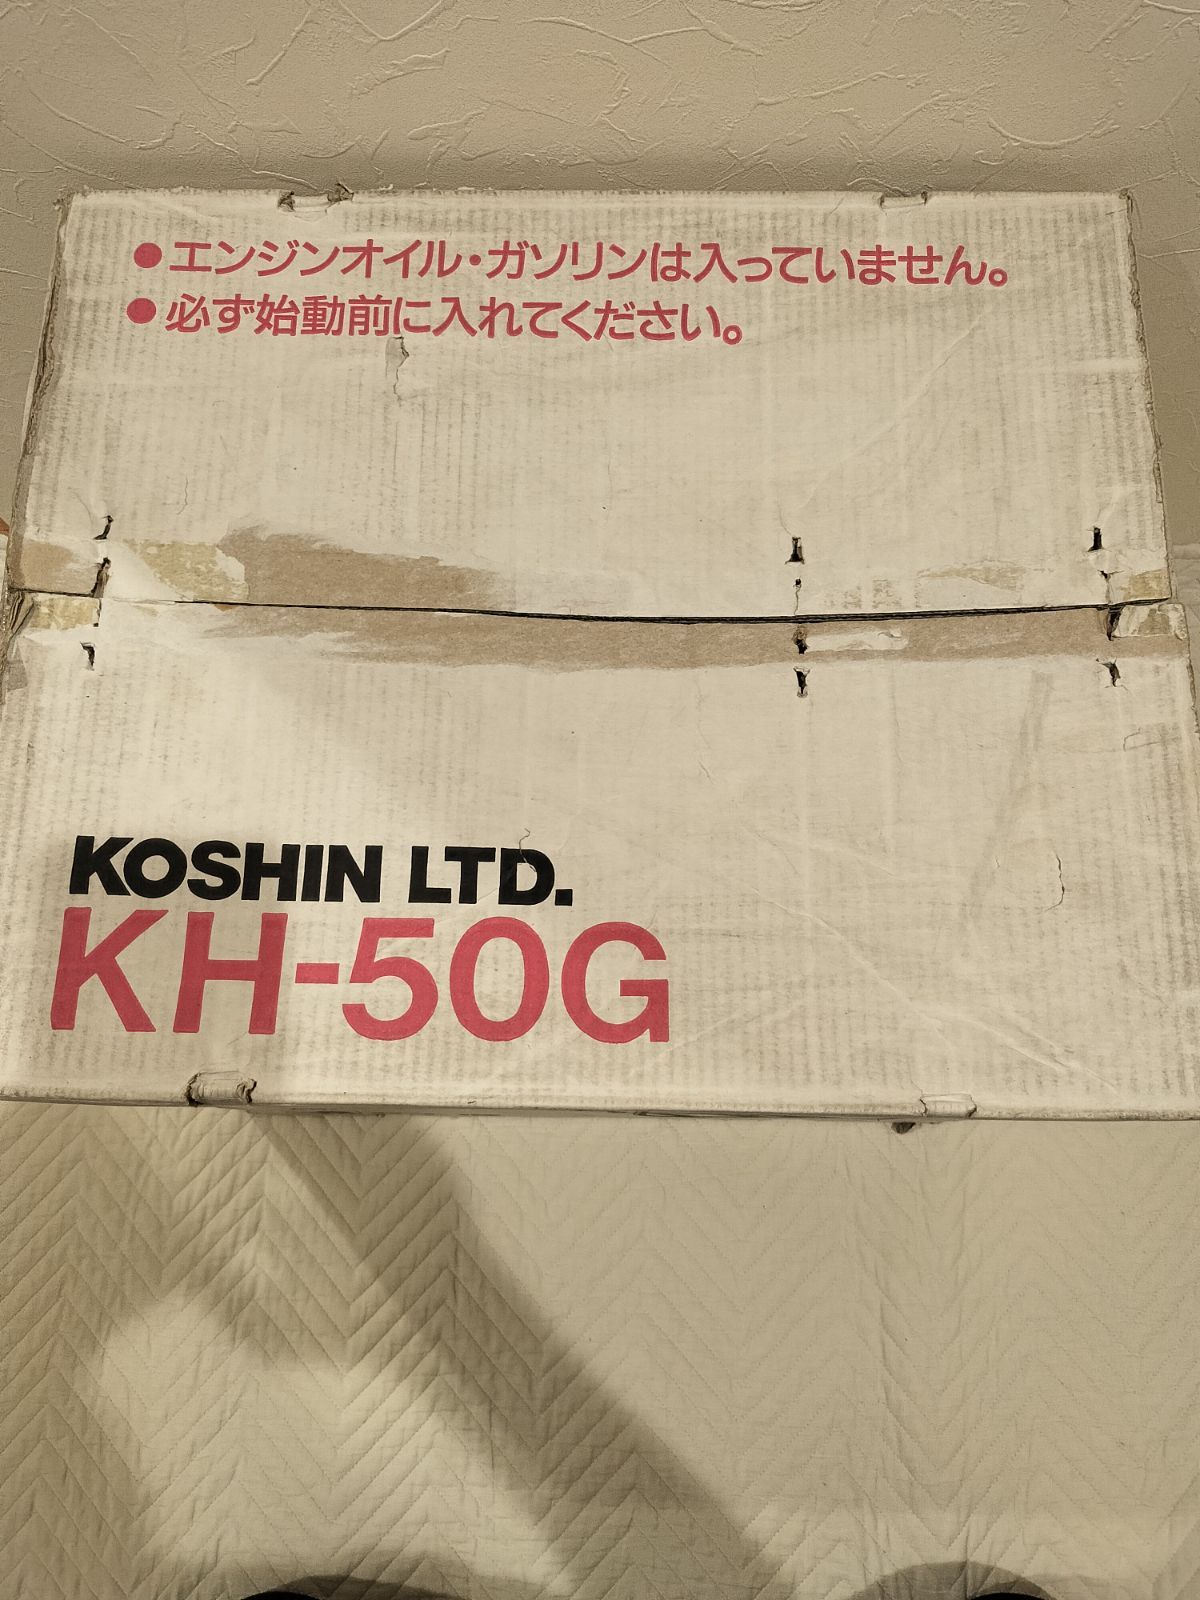 ●エンジンオイル・ガソリンは入っていません。
●必ず始動前に入れてください。
KOSHIN LTD.
KH-50G